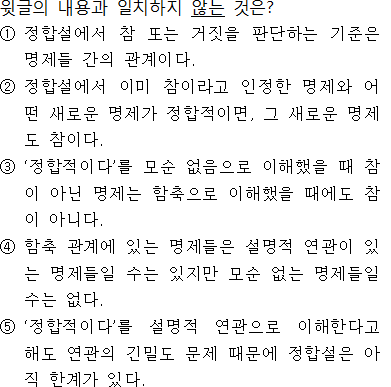 윗글의 내용과 일치하지 않는 것은?
① 정합설에서 참 또는 거짓을 판단하는 기준은
명제들 간의 관계이다.
② 정합설에서 이미 참이라고 인정한 명제와 어
떤 새로운 명제가 정합적이면, 그 새로운 명제
도 참이다.
③ ‘정합적이다’를 모순 없음으로 이해했을 때 참
이 아닌 명제는 함축으로 이해했을 때에도 참
이 아니다.
④ 함축 관계에 있는 명제들은 설명적 연관이 있
는 명제들일 수는 있지만 모순 없는 명제들일
수는 없다.
⑤ ‘정합적이다’를 설명적 연관으로 이해한다고
해도 연관의 긴밀도 문제 때문에 정합설은 아
직 한계가 있다.